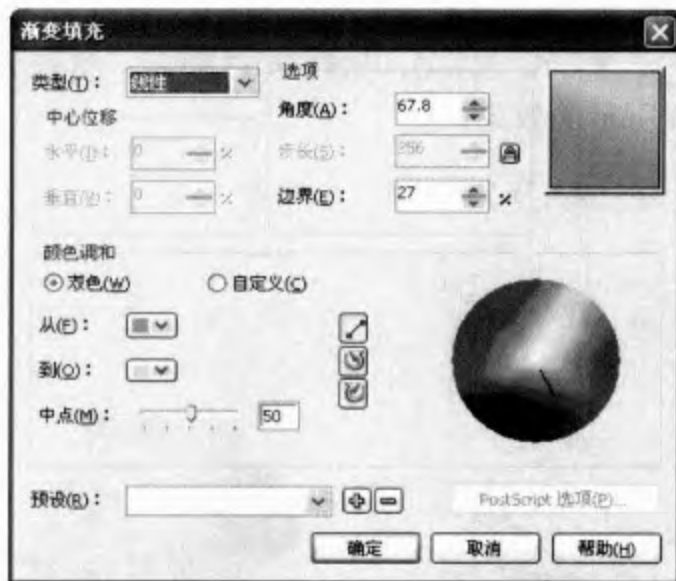 渐变填充
类型(T)： 线性
选项
中心位移
角度(A)： 67.8
水平(I)： 0 %
步长(S)： 256
垂直(V)： 0 %
边界(E)： 27 %
颜色调和
双色(W) 自定义(C)
从(F)：
到(O)：
中点(M)： 50
预设(R)：
PostScript 选项(P)...
确定 取消 帮助(H)